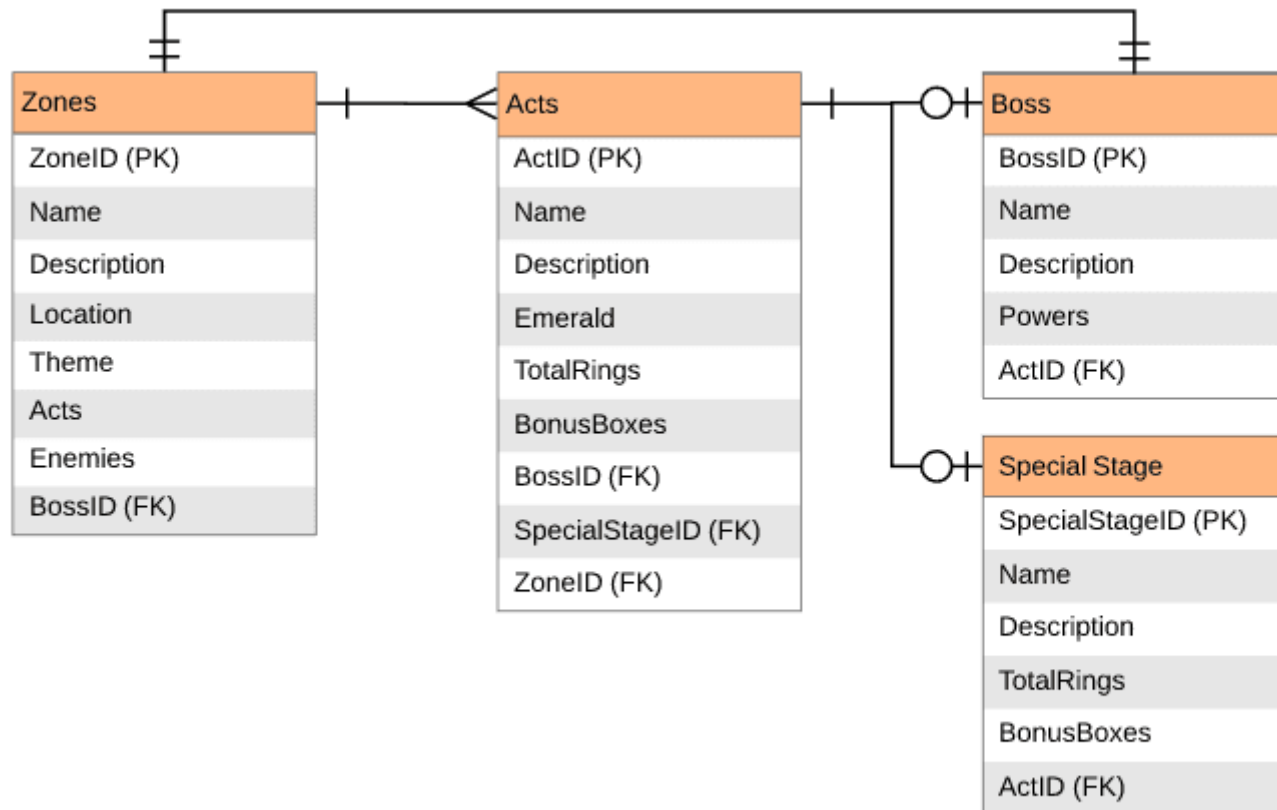 Zones
ZoneID (PK)
Name
Description
Location
Theme
Acts
Enemies
BossID (FK)
Acts
ActID (PK)
Name
Description
Emerald
TotalRings
BonusBoxes
BossID (FK)
SpecialStageID (FK)
ZoneID (FK)
Boss
BossID (PK)
Name
Description
Powers
ActID (FK)
Special Stage
SpecialStageID (PK)
Name
Description
TotalRings
BonusBoxes
ActID (FK)